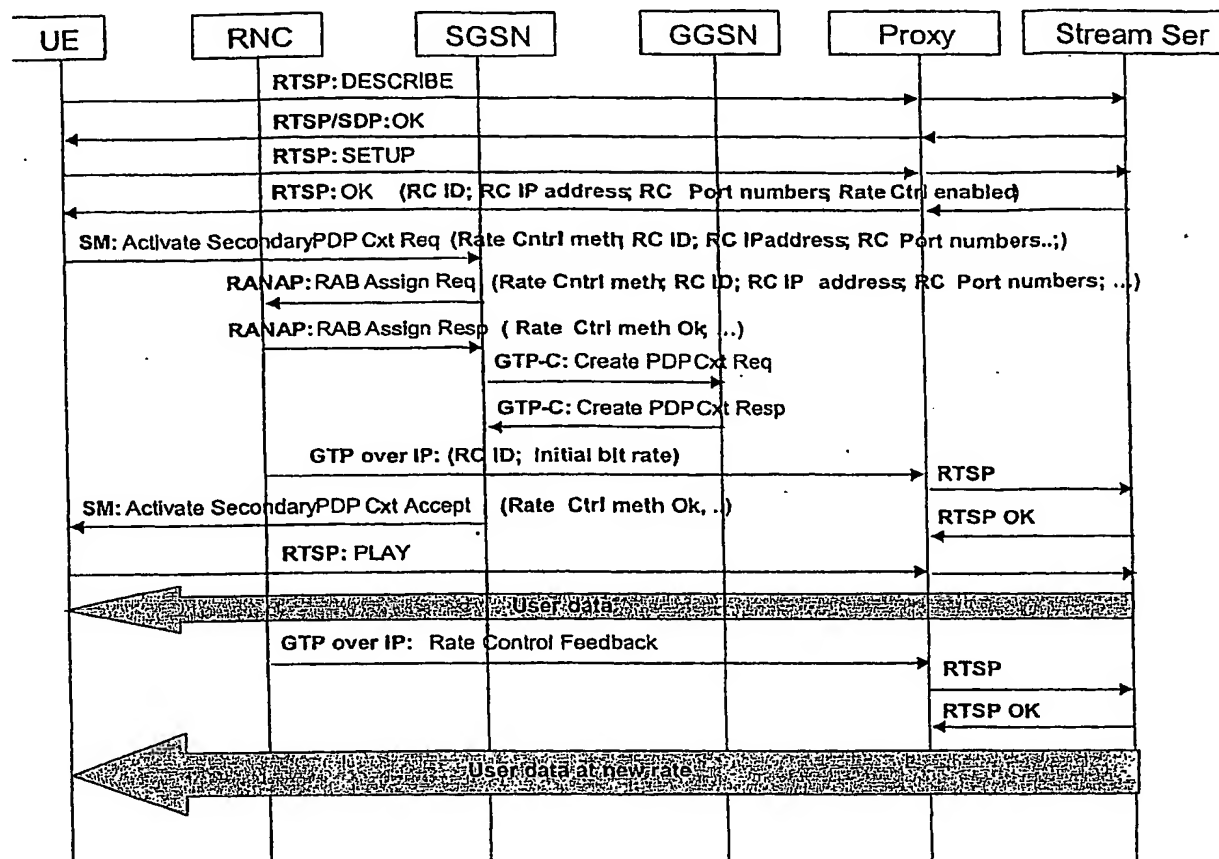 UE RNC SGSN GGSN Proxy Stream Ser
RTSP: DESCRIBE
RTSP/SDP: OK
RTSP: SETUP
RTSP: OK (RC ID; RC IP address; RC Port numbers; Rate Ctrl enabled)
SM: Activate SecondaryPDP Cxt Req (Rate Cntrl meth; RC ID; RC IPaddress; RC Port numbers..;)
RANAP: RAB Assign Req (Rate Cntrl meth; RC ID; RC IP address; RC Port numbers; ...)
RANAP: RAB Assign Resp ( Rate Ctrl meth Ok, ...)
GTP-C: Create PDP Cxt Req
GTP-C: Create PDP Cxt Resp
GTP over IP: (RC ID; Initial bit rate)
RTSP
SM: Activate SecondaryPDP Cxt Accept (Rate Ctrl meth Ok, ..)
RTSP OK
RTSP: PLAY
User data
GTP over IP: Rate Control Feedback
RTSP
RTSP OK
User data at new rate